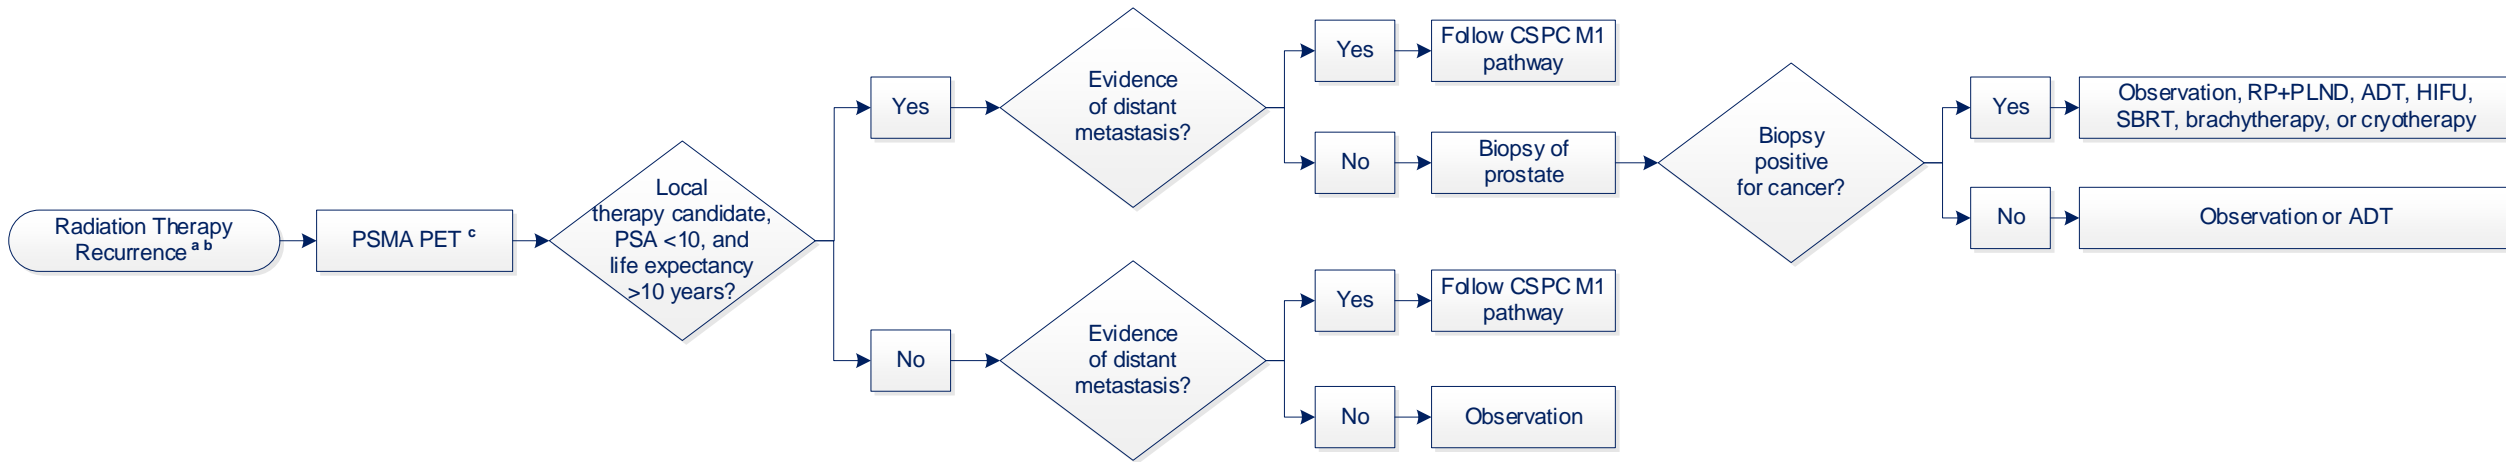 Radiation Therapy
Recurrence a b
PSMA PET c
Local
therapy candidate,
PSA <10, and
life expectancy
>10 years?
Yes
Evidence
of distant
metastasis?
Yes
Follow CSPC M1
pathway
No
Biopsy of
prostate
Biopsy
positive
for cancer?
Yes
Observation, RP+PLND, ADT, HIFU,
SBRT, brachytherapy, or cryotherapy
No
Observation or ADT
No
Evidence
of distant
metastasis?
Yes
Follow CSPC M1
pathway
No
Observation